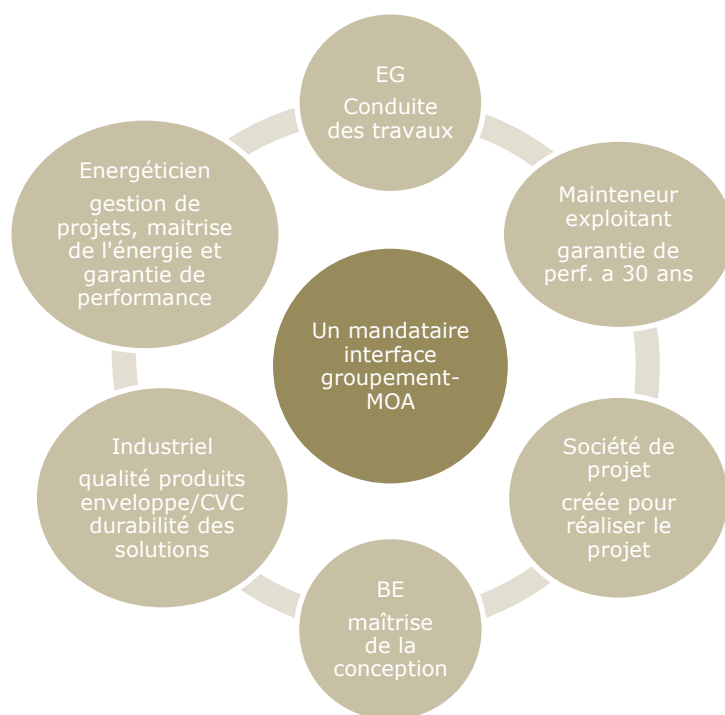 EG
Conduite
des travaux
Mainteneur
exploitant
garantie de
perf. a 30 ans
Société de
projet
créée pour
réaliser le
projet
BE
maîtrise
de la
conception
Industriel
qualité produits
enveloppe/CVC
durabilité des
solutions
Energéticien
gestion de
projets, maitrise
de l'énergie et
garantie de
performance
Un mandataire
interface
groupement-
MOA